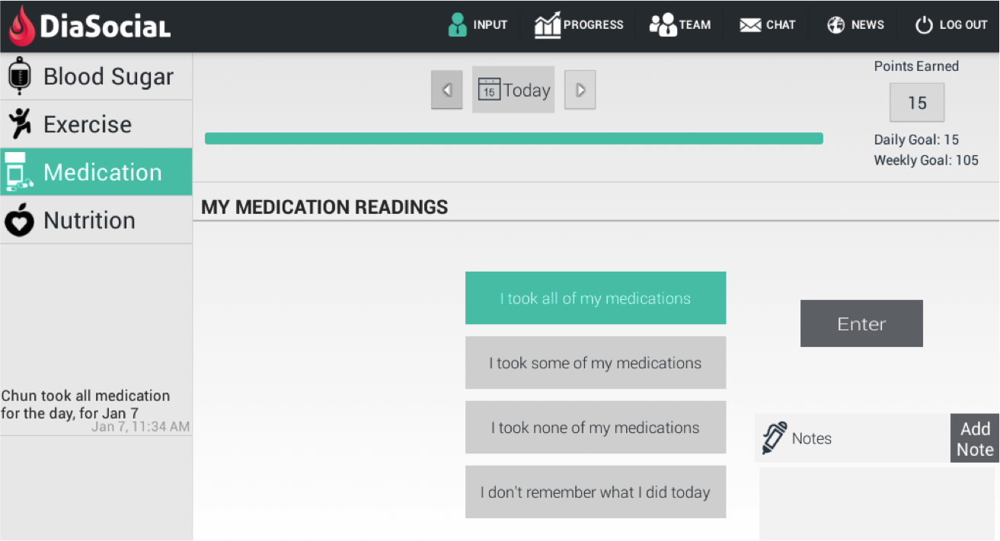 DiaSocial
INPUT
PROGRESS
TEAM
CHAT
NEWS
LOG OUT
Blood Sugar
Exercise
Medication
Nutrition
Chun took all medication
for the day, for Jan 7
Jan 7, 11:34 AM
15
Today
Points Earned
15
Daily Goal: 15
Weekly Goal: 105
MY MEDICATION READINGS
I took all of my medications
I took some of my medications
I took none of my medications
I don't remember what I did today
Enter
Notes
Add
Note